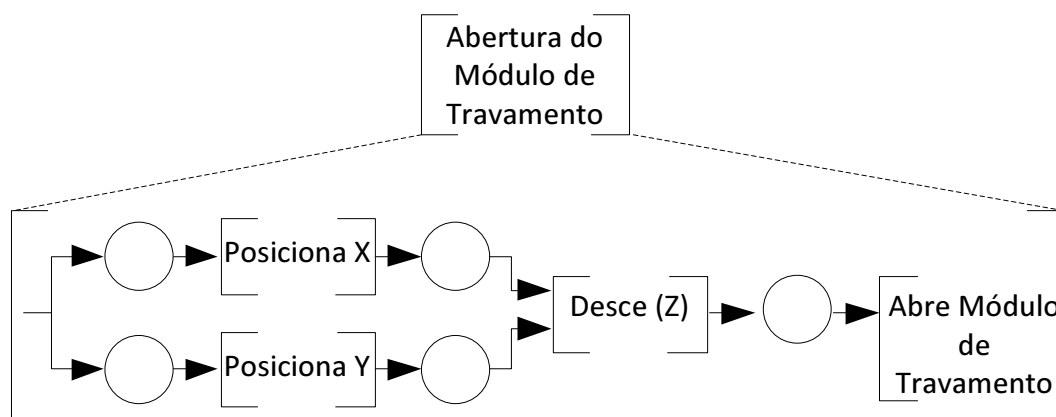 Abertura do
Módulo de
Travamento
Posiciona X
Desce (Z)
Abre Módulo
de
Travamento
Posiciona Y